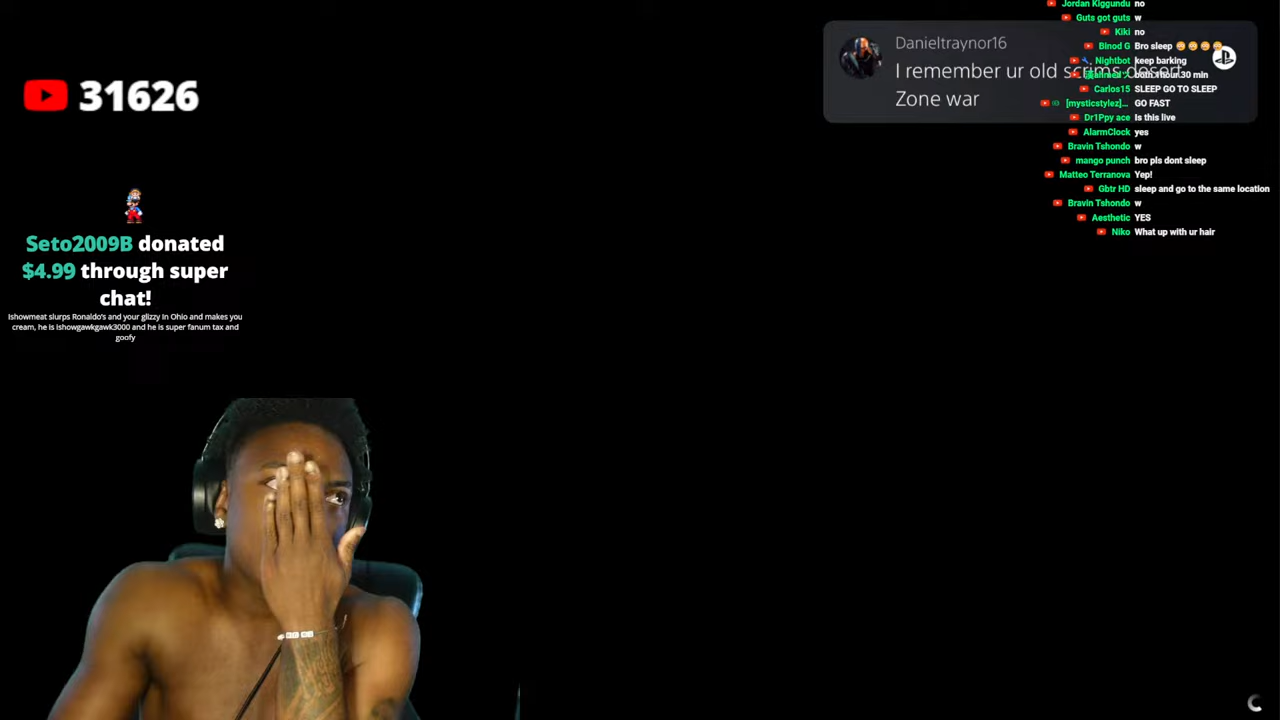 31626
Seto2009B donated
$4.99 through super
chat!
Ishowmeat slurps Ronaldo's and your glizzy in Ohio and makes you
cream, he is ishowgawkgawk3000 and he is super fanum tax and
goofy
Danieltraynor16
I remember ur old scrims desert
Zone war
Jordan Kiggundu no
Guts got guts w
Kiki no
Binod G Bro sleep 😳😳😳😳
Nightbot keep barking
1hour 30 min
Carlos15 SLEEP GO TO SLEEP
[mysticstylez]... GO FAST
Dr1Ppy ace Is this live
AlarmClock yes
Bravin Tshondo w
mango punch bro pls dont sleep
Matteo Terranova Yep!
Gbtr HD sleep and go to the same location
Bravin Tshondo w
Aesthetic YES
Niko What up with ur hair